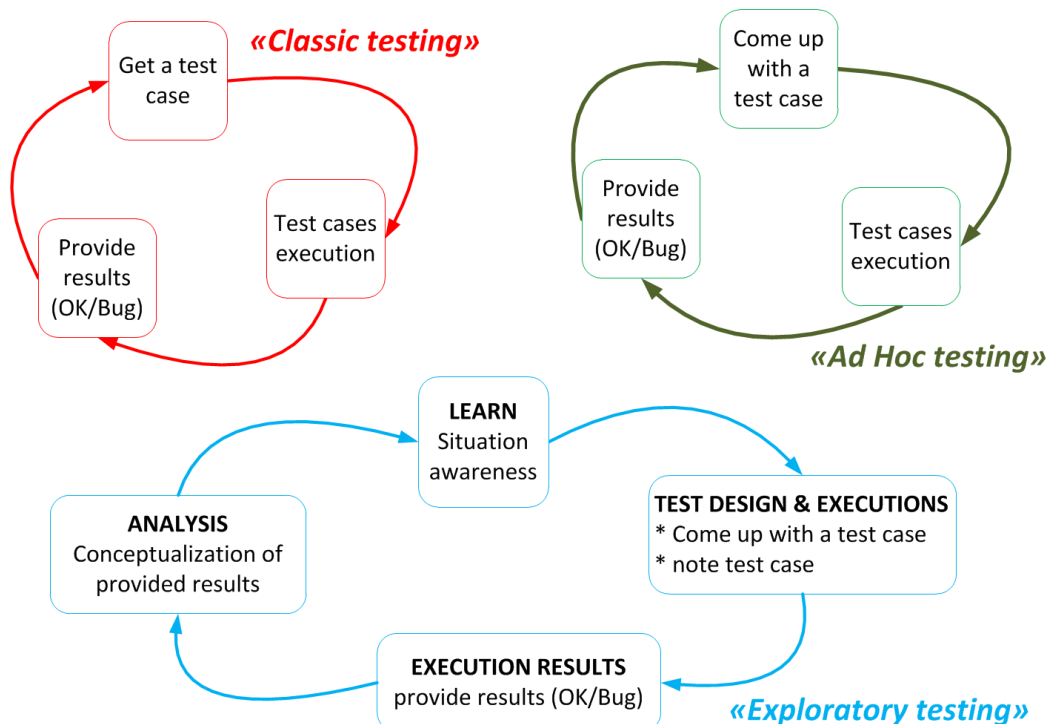 «Classic testing»
Get a test
case
Test cases
execution
Provide
results
(OK/Bug)
Come up
with a
test case
Provide
results
(OK/Bug)
Test cases
execution
«Ad Hoc testing»
LEARN
Situation
awareness
TEST DESIGN & EXECUTIONS
* Come up with a test case
* note test case
ANALYSIS
Conceptualization of
provided results
EXECUTION RESULTS
provide results (OK/Bug)
«Exploratory testing»